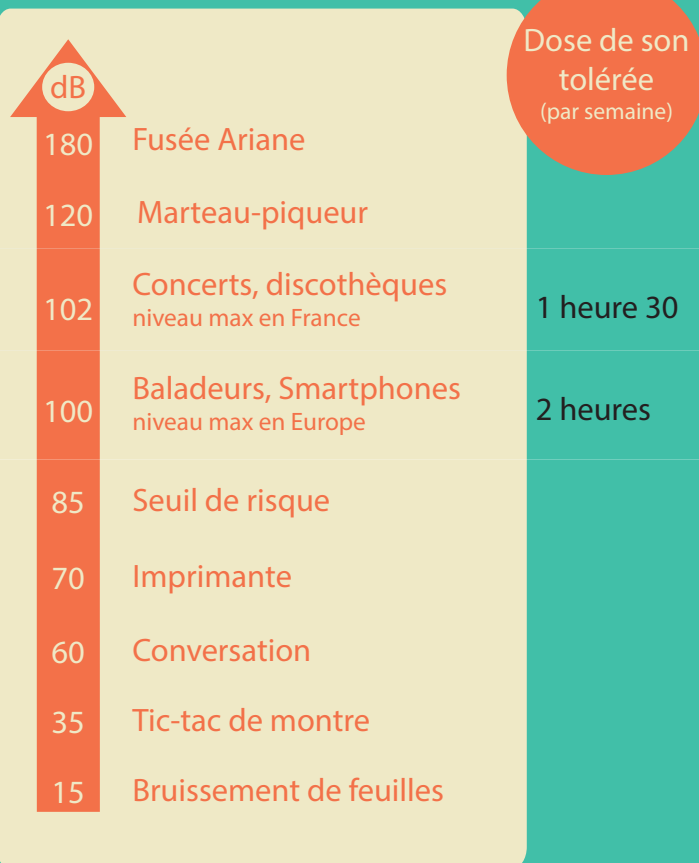 Dose de son
tolérée
(par semaine)
dB
180 Fusée Ariane
120 Marteau-piqueur
102 Concerts, discothèques
niveau max en France
1 heure 30
100 Baladeurs, Smartphones
niveau max en Europe
2 heures
85 Seuil de risque
70 Imprimante
60 Conversation
35 Tic-tac de montre
15 Bruissement de feuilles